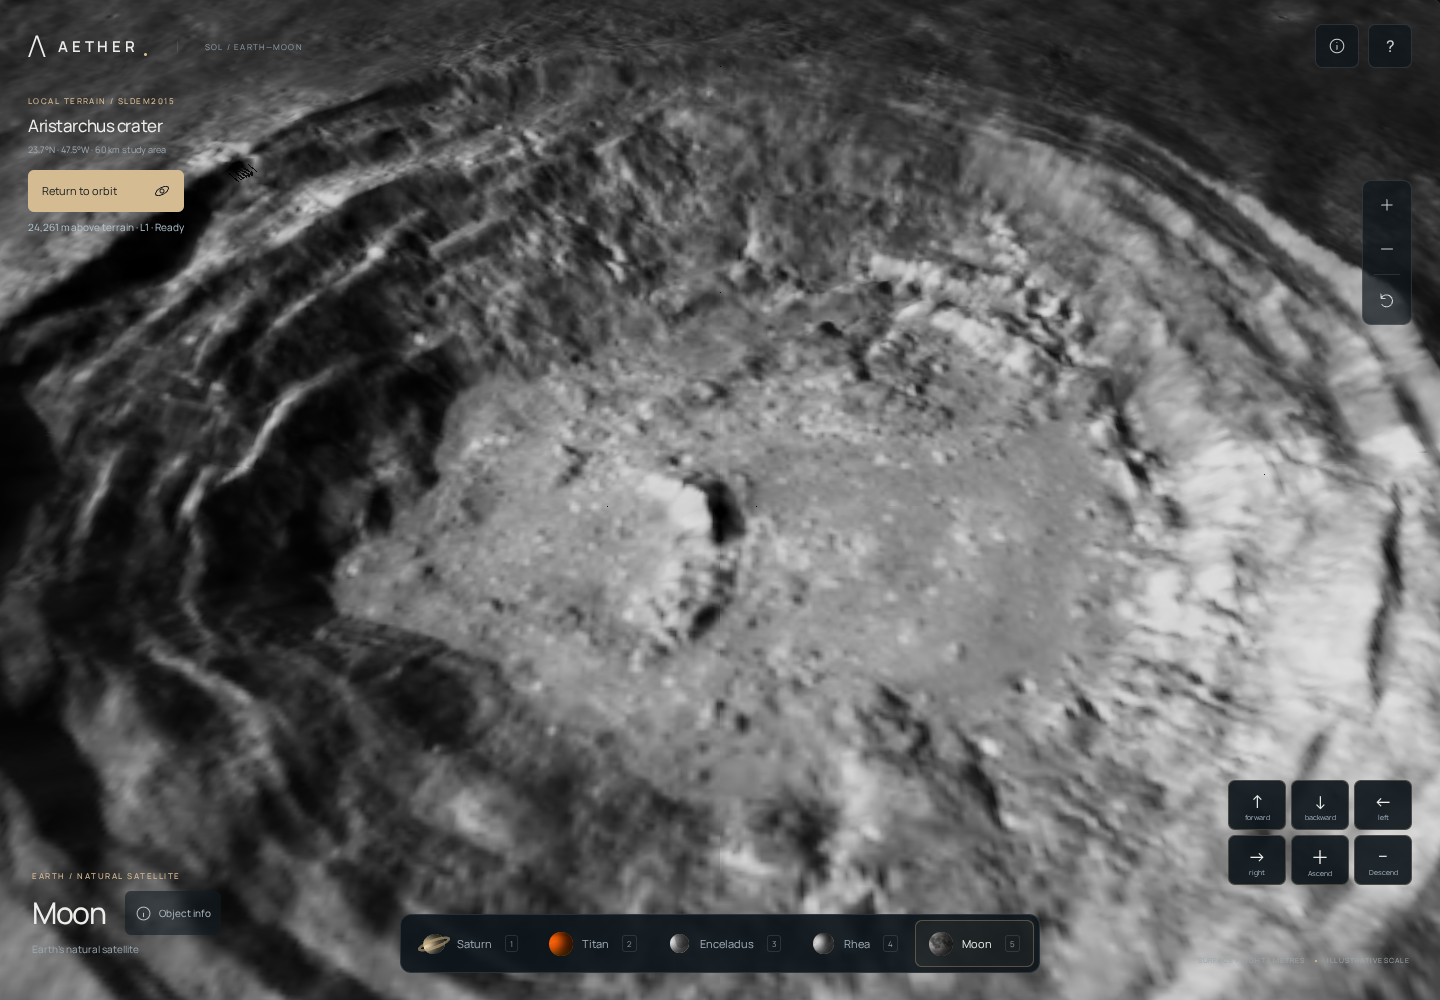 AETHER.
SOL / EARTH—MOON
?
LOCAL TERRAIN / SLDEM2015
Aristarchus crater
23.7°N · 47.5°W · 60 km study area
Return to orbit
24,261 m above terrain · L1 · Ready
forward
backward
left
right
Ascend
Descend
EARTH / NATURAL SATELLITE
Moon
Object info
Earth's natural satellite
Saturn 1
Titan 2
Enceladus 3
Rhea 4
Moon 5
ILLUSTRATIVE SCALE